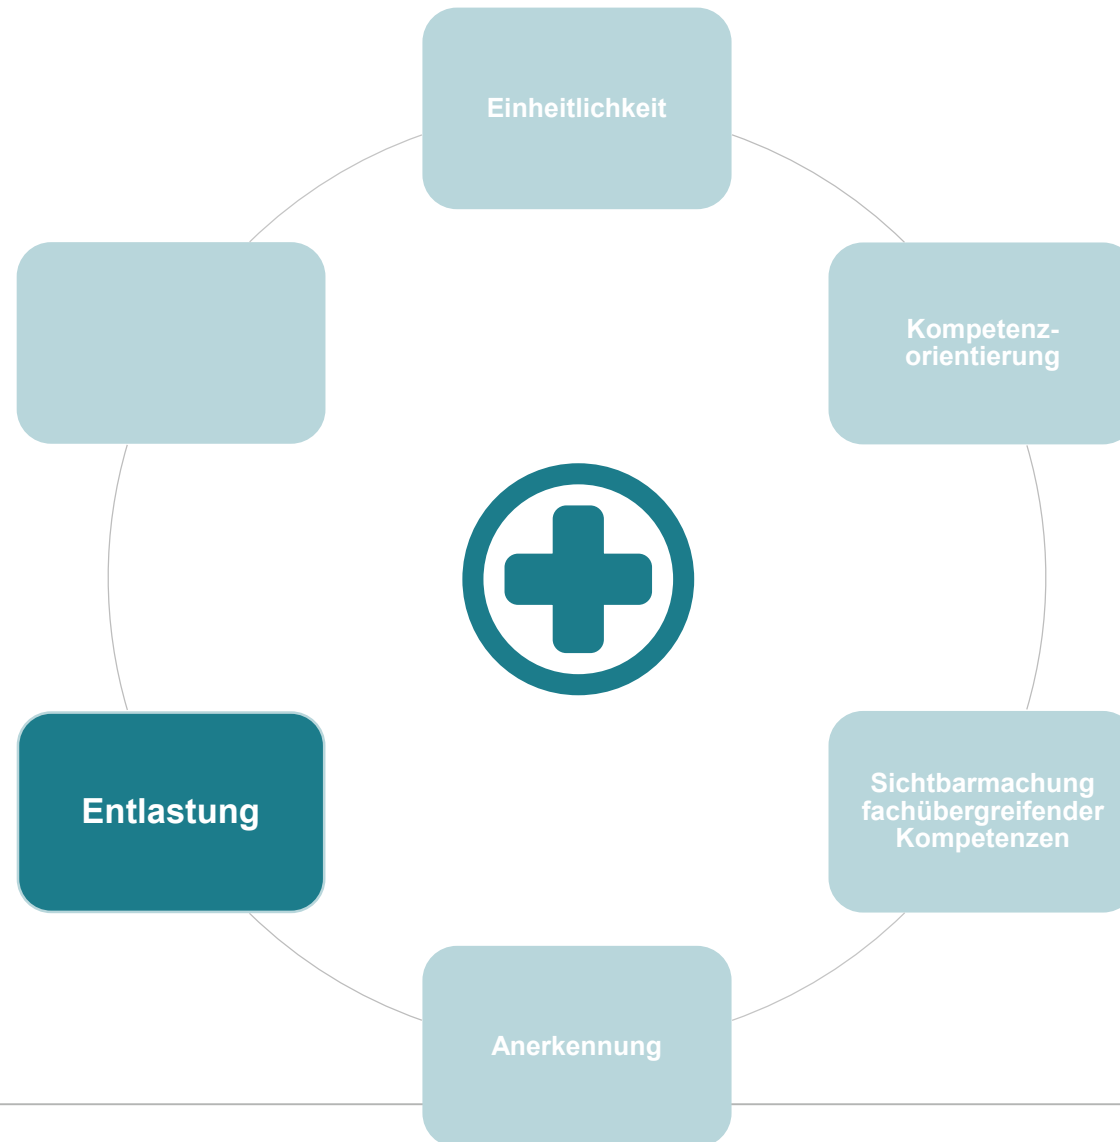 Einheitlichkeit
Kompetenz-
orientierung
Sichtbarmachung
fachübergreifender
Kompetenzen
Anerkennung
Entlastung